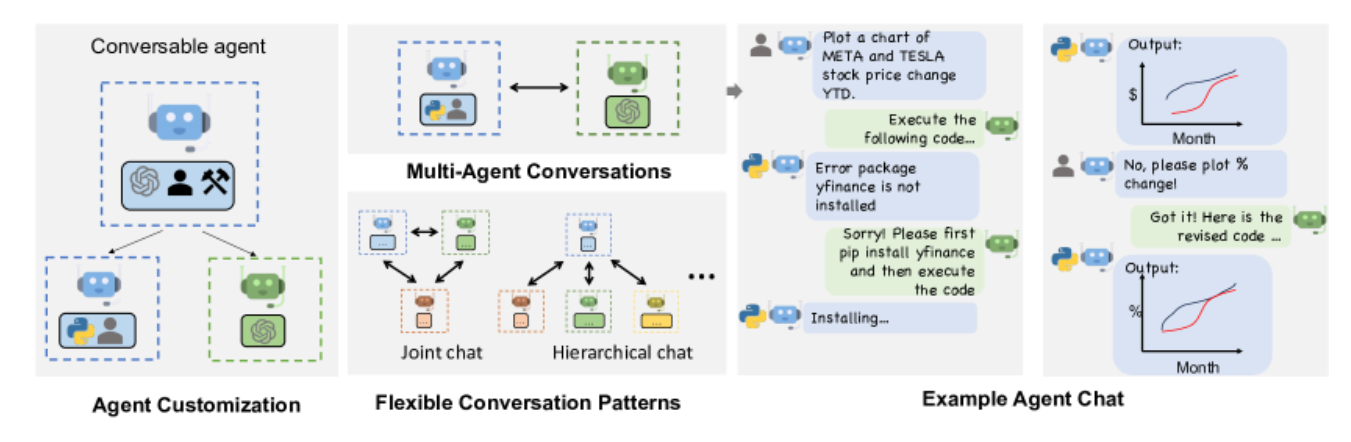 Conversable agent
Agent Customization
Multi-Agent Conversations
...
...
...
Joint chat
...
...
...
...
Hierarchical chat
...
Flexible Conversation Patterns
Plot a chart of
META and TESLA
stock price change
YTD.
Execute the
following code...
Error package
yfinance is not
installed
Sorry! Please first
pip install yfinance
and then execute
the code
Installing...
Output:
$
Month
No, please plot %
change!
Got it! Here is the
revised code ...
Output:
%
Month
Example Agent Chat